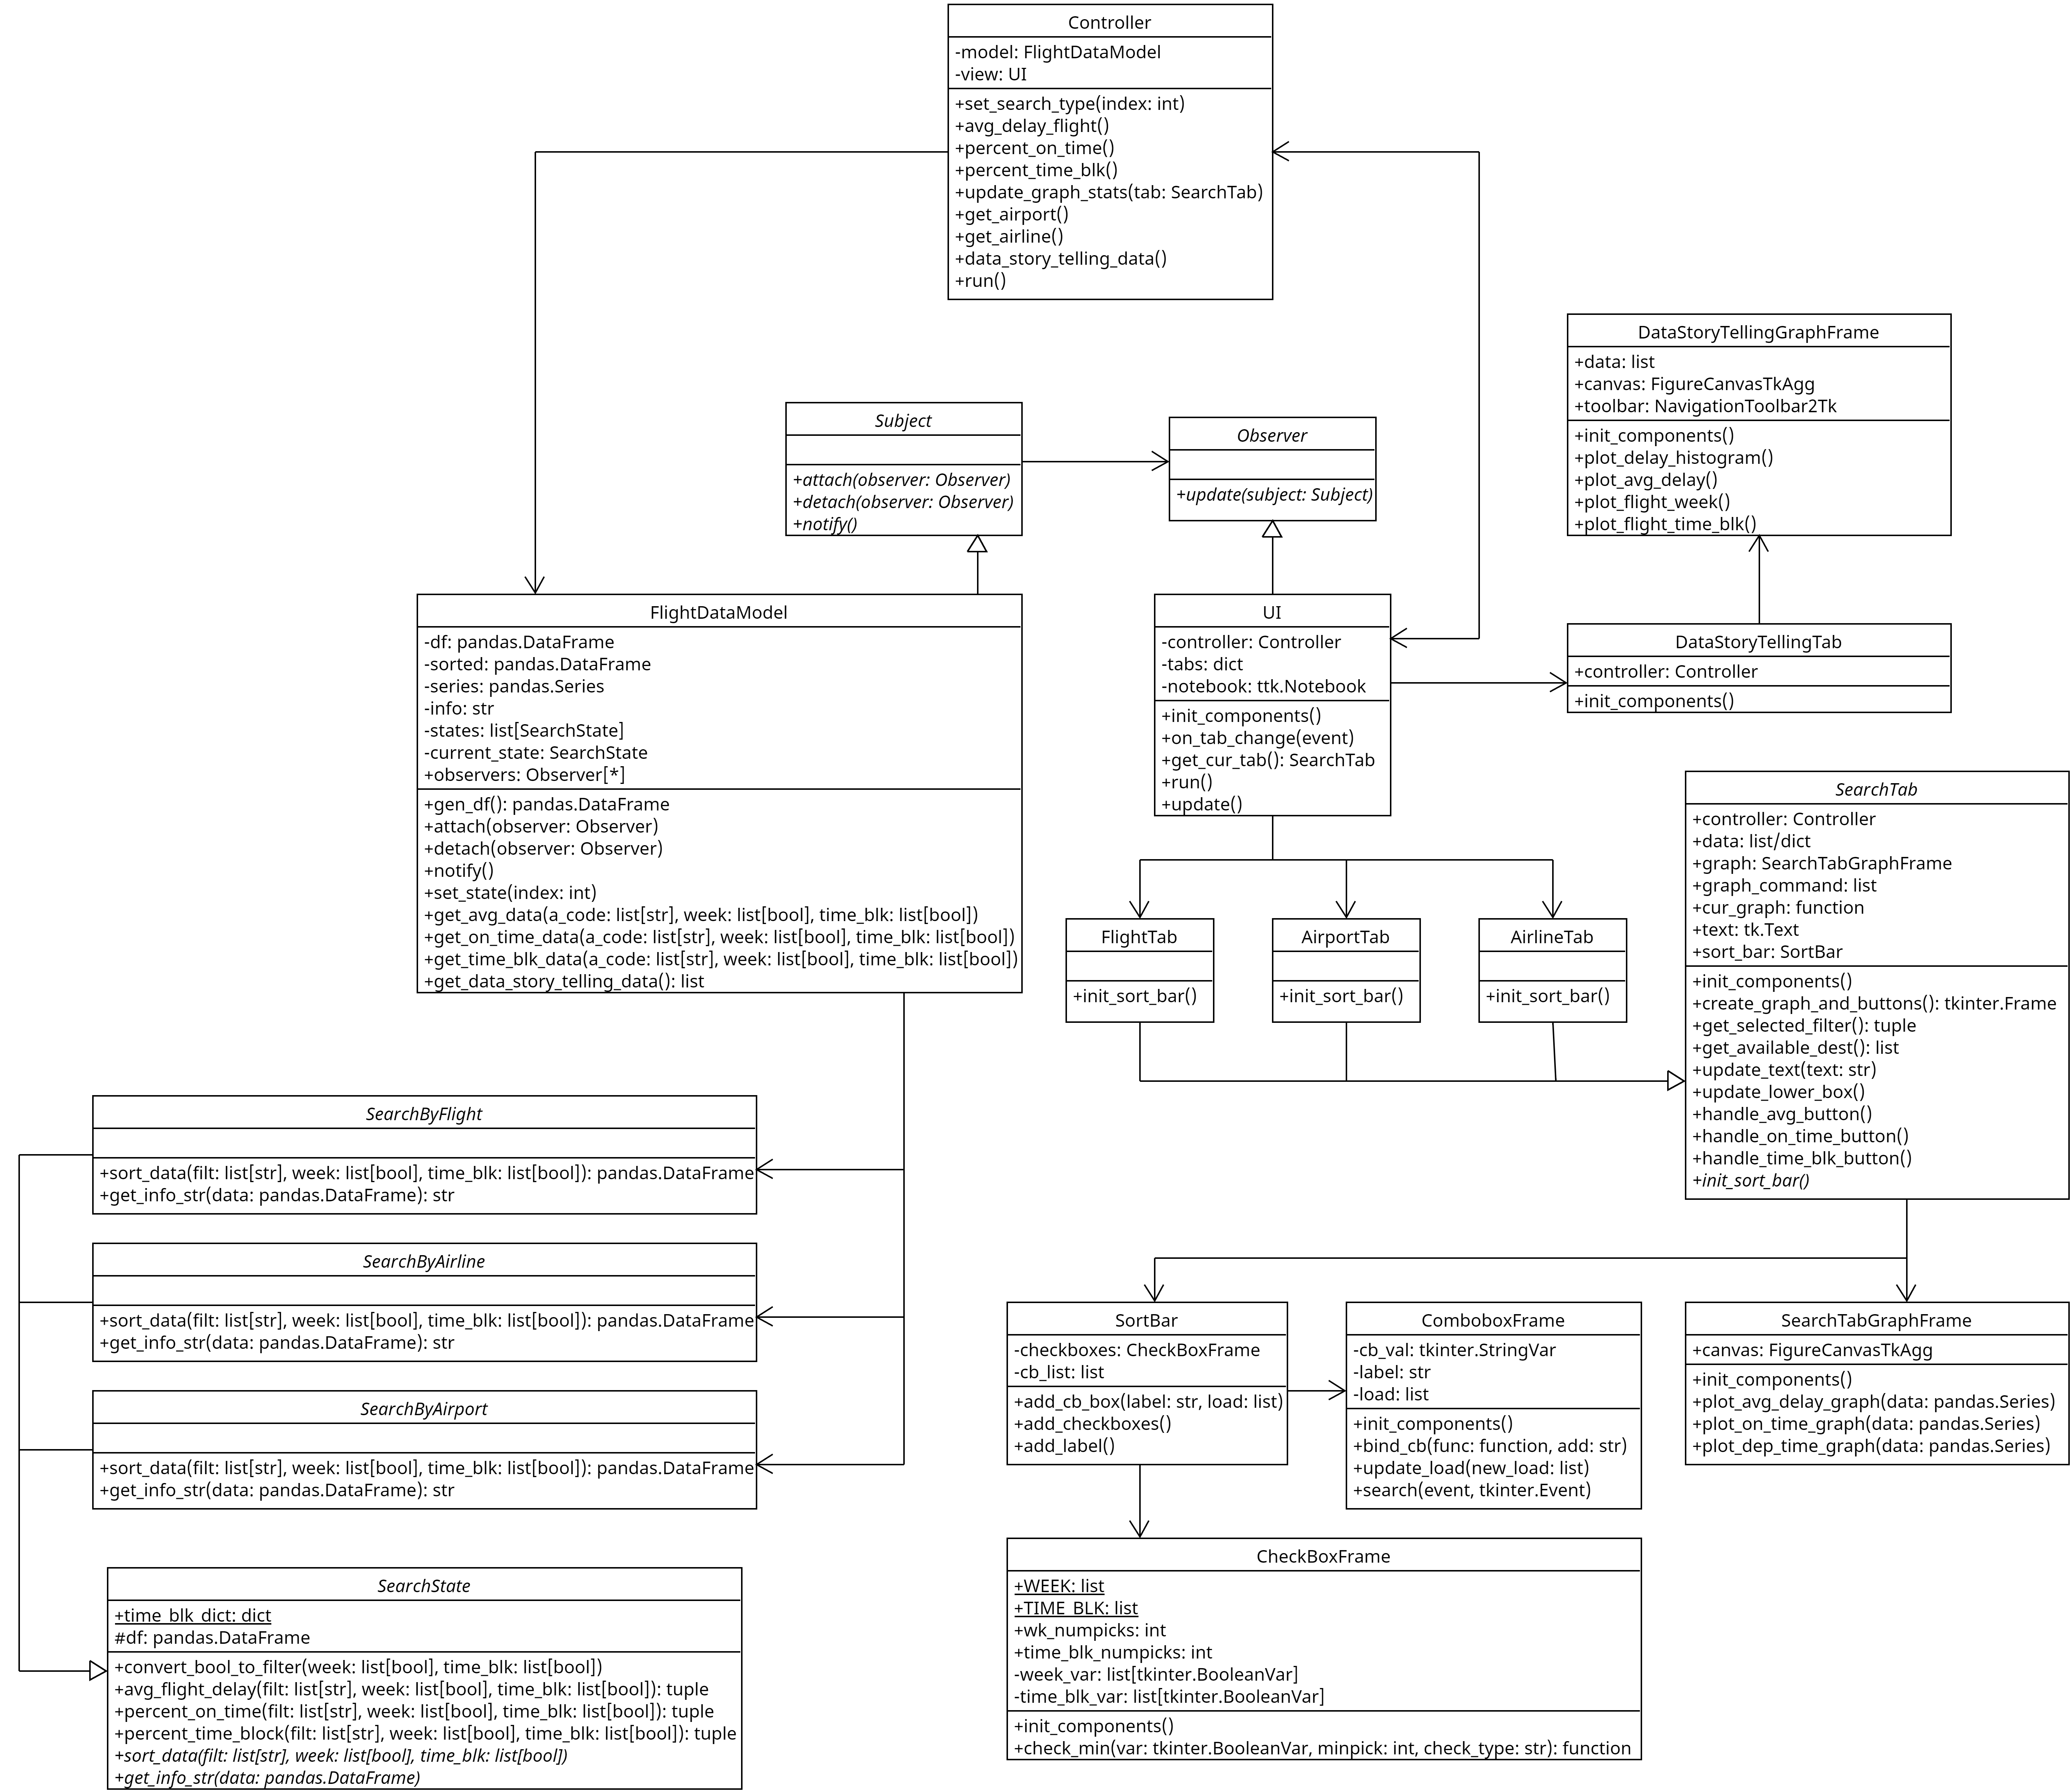 Controller
-model: FlightDataModel
-view: UI
+set_search_type(index: int)
+avg_delay_flight()
+percent_on_time()
+percent_time_blk()
+update_graph_stats(tab: SearchTab)
+get_airport()
+get_airline()
+data_story_telling_data()
+run()
DataStoryTellingGraphFrame
+data: list
+canvas: FigureCanvasTkAgg
+toolbar: NavigationToolbar2Tk
+init_components()
+plot_delay_histogram()
+plot_avg_delay()
+plot_flight_week()
+plot_flight_time_blk()
Subject
+attach(observer: Observer)
+detach(observer: Observer)
+notify()
Observer
+update(subject: Subject)
FlightDataModel
-df: pandas.DataFrame
-sorted: pandas.DataFrame
-series: pandas.Series
-info: str
-states: list[SearchState]
-current_state: SearchState
+observers: Observer[*]
+gen_df(): pandas.DataFrame
+attach(observer: Observer)
+detach(observer: Observer)
+notify()
+set_state(index: int)
+get_avg_data(a_code: list[str], week: list[bool], time_blk: list[bool])
+get_on_time_data(a_code: list[str], week: list[bool], time_blk: list[bool])
+get_time_blk_data(a_code: list[str], week: list[bool], time_blk: list[bool])
+get_data_story_telling_data(): list
UI
-controller: Controller
-tabs: dict
-notebook: ttk.Notebook
+init_components()
+on_tab_change(event)
+get_cur_tab(): SearchTab
+run()
+update()
DataStoryTellingTab
+controller: Controller
+init_components()
SearchTab
+controller: Controller
+data: list/dict
+graph: SearchTabGraphFrame
+graph_command: list
+cur_graph: function
+text: tk.Text
+sort_bar: SortBar
+init_components()
+create_graph_and_buttons(): tkinter.Frame
+get_selected_filter(): tuple
+get_available_dest(): list
+update_text(text: str)
+update_lower_box()
+handle_avg_button()
+handle_on_time_button()
+handle_time_blk_button()
+init_sort_bar()
FlightTab
+init_sort_bar()
AirportTab
+init_sort_bar()
AirlineTab
+init_sort_bar()
SearchByFlight
+sort_data(filt: list[str], week: list[bool], time_blk: list[bool]): pandas.DataFrame
+get_info_str(data: pandas.DataFrame): str
SearchByAirline
+sort_data(filt: list[str], week: list[bool], time_blk: list[bool]): pandas.DataFrame
+get_info_str(data: pandas.DataFrame): str
SearchByAirport
+sort_data(filt: list[str], week: list[bool], time_blk: list[bool]): pandas.DataFrame
+get_info_str(data: pandas.DataFrame): str
SearchState
+time_blk_dict: dict
#df: pandas.DataFrame
+convert_bool_to_filter(week: list[bool], time_blk: list[bool])
+avg_flight_delay(filt: list[str], week: list[bool], time_blk: list[bool]): tuple
+percent_on_time(filt: list[str], week: list[bool], time_blk: list[bool]): tuple
+percent_time_block(filt: list[str], week: list[bool], time_blk: list[bool]): tuple
+sort_data(filt: list[str], week: list[bool], time_blk: list[bool])
+get_info_str(data: pandas.DataFrame)
SortBar
-checkboxes: CheckBoxFrame
-cb_list: list
+add_cb_box(label: str, load: list)
+add_checkboxes()
+add_label()
ComboboxFrame
-cb_val: tkinter.StringVar
-label: str
-load: list
+init_components()
+bind_cb(func: function, add: str)
+update_load(new_load: list)
+search(event, tkinter.Event)
SearchTabGraphFrame
+canvas: FigureCanvasTkAgg
+init_components()
+plot_avg_delay_graph(data: pandas.Series)
+plot_on_time_graph(data: pandas.Series)
+plot_dep_time_graph(data: pandas.Series)
CheckBoxFrame
+WEEK: list
+TIME_BLK: list
+wk_numpicks: int
+time_blk_numpicks: int
-week_var: list[tkinter.BooleanVar]
-time_blk_var: list[tkinter.BooleanVar]
+init_components()
+check_min(var: tkinter.BooleanVar, minpick: int, check_type: str): function